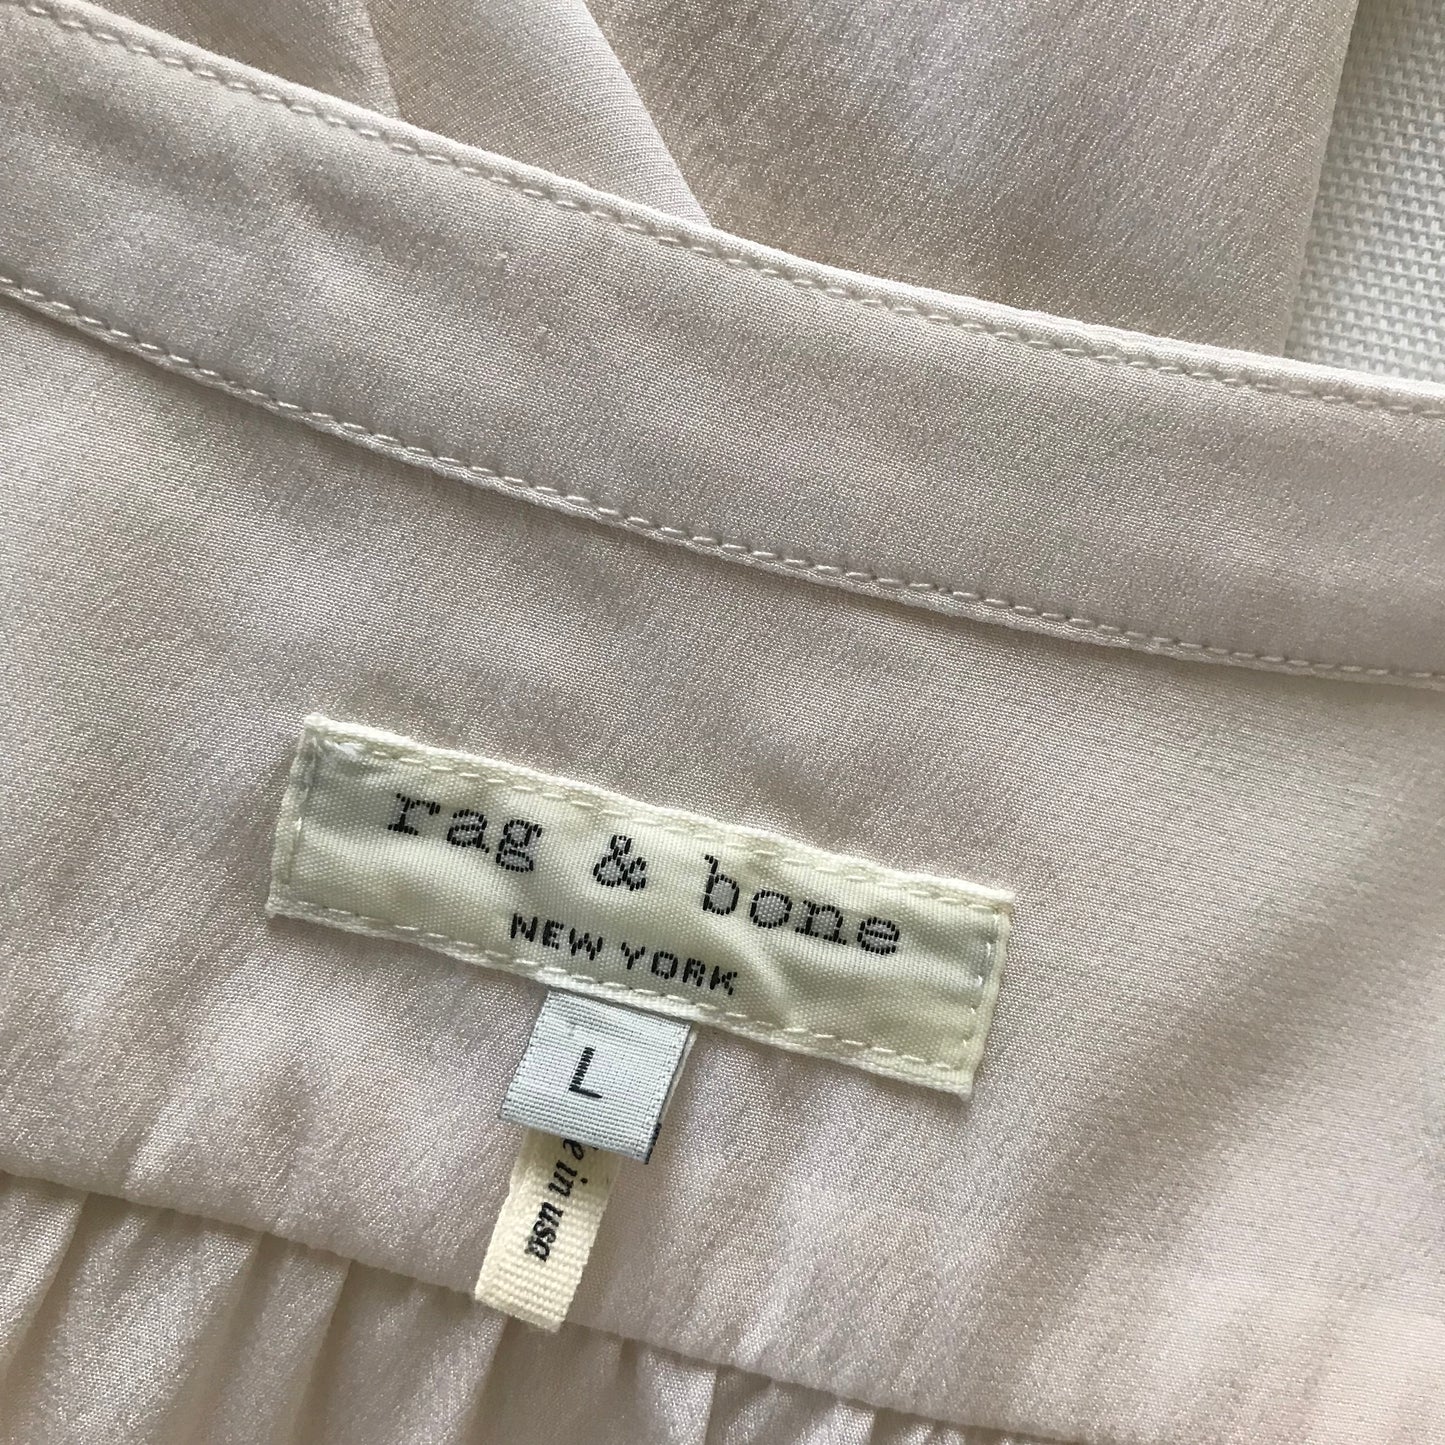 rag & bone
NEW YORK
L
e in usa